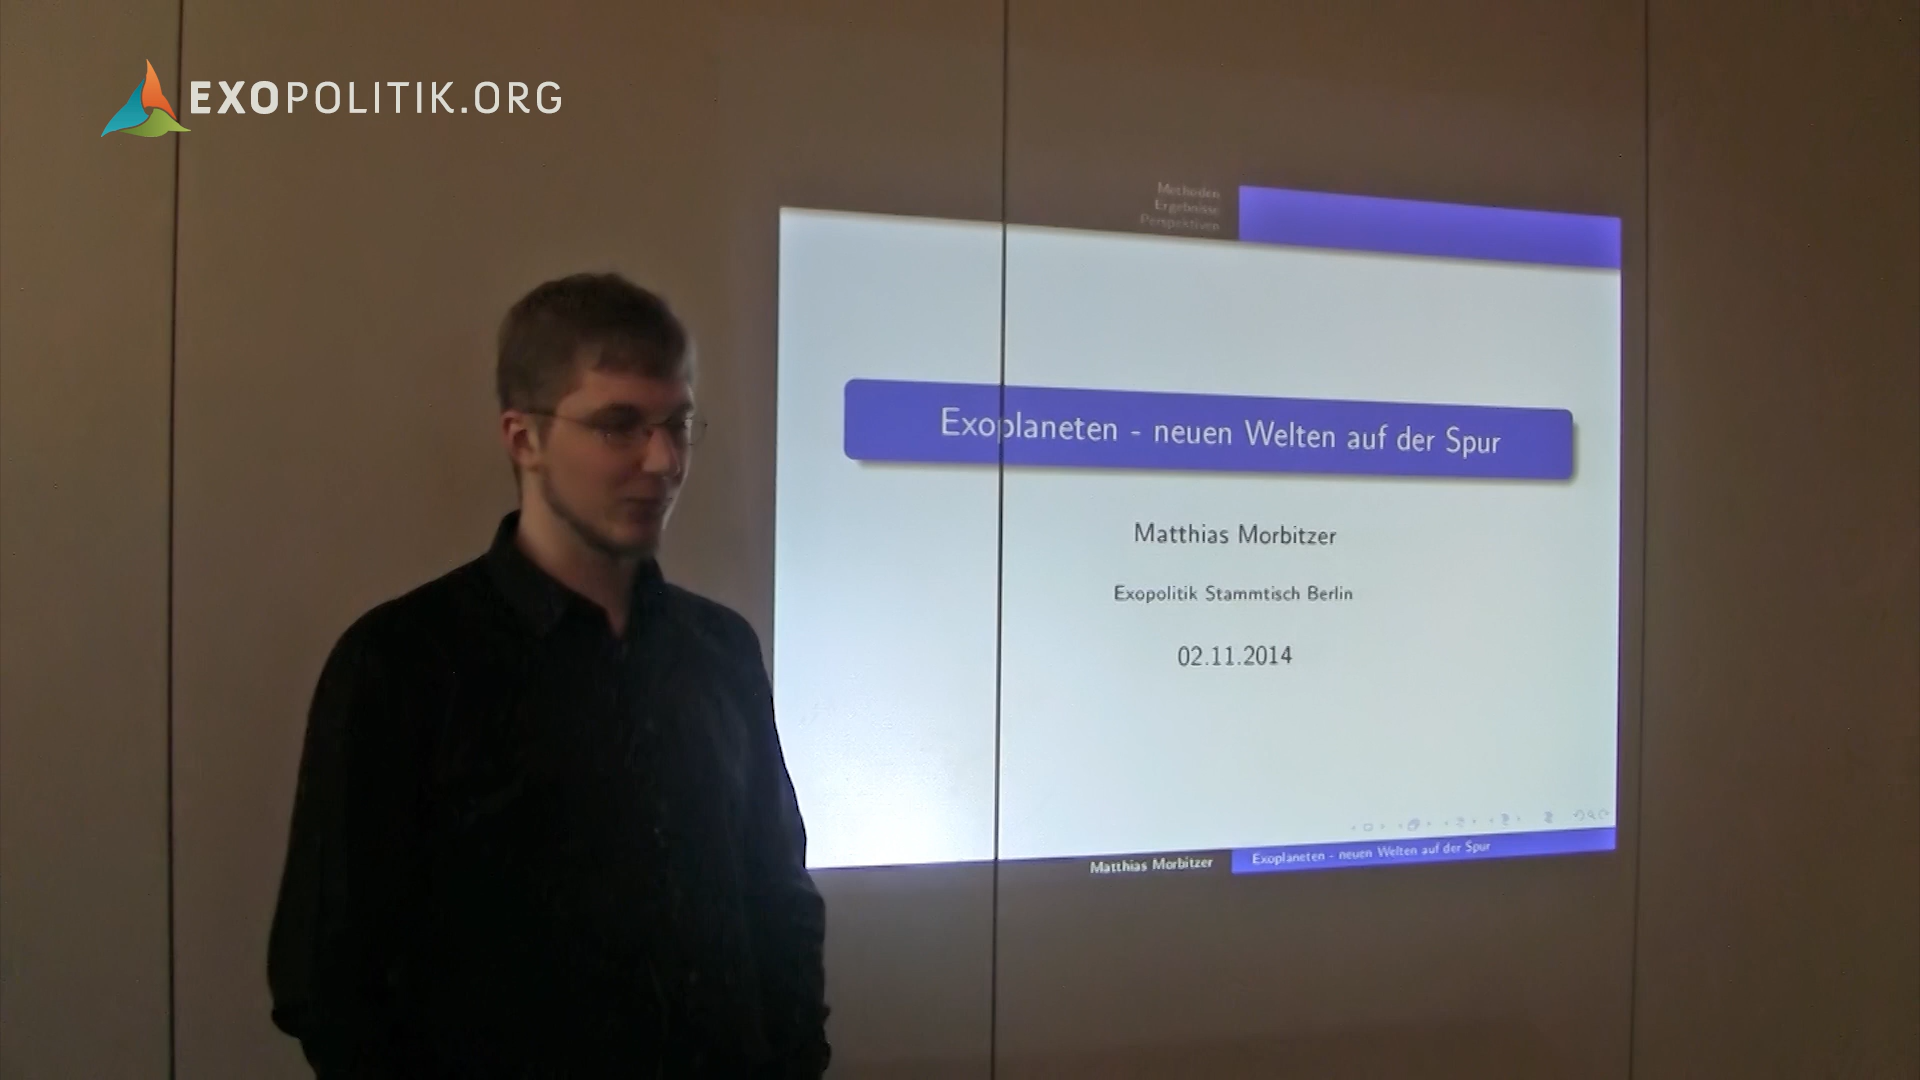 EXOPOLITIK.ORG
Methoden
Ergebnisse
Perspektiven
Exoplaneten - neuen Welten auf der Spur
Matthias Morbitzer
Exopolitik Stammtisch Berlin
02.11.2014
Matthias Morbitzer
Exoplaneten - neuen Welten auf der Spur